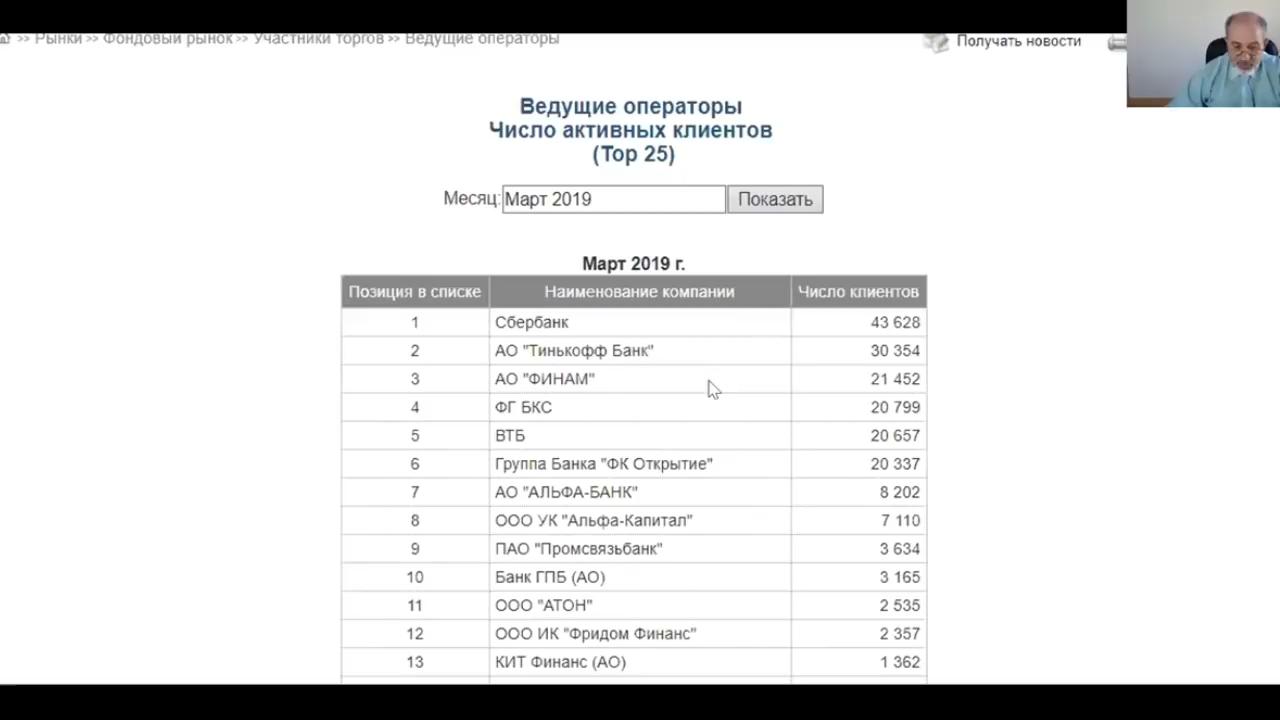 >> Рынки >> Фондовый рынок >> Участники торгов >> Ведущие операторы
Получать новости
Ведущие операторы
Число активных клиентов
(Top 25)
Месяц: Март 2019 Показать
Март 2019 г.
Позиция в списке Наименование компании Число клиентов
1 Сбербанк 43 628
2 АО "Тинькофф Банк" 30 354
3 АО "ФИНАМ" 21 452
4 ФГ БКС 20 799
5 ВТБ 20 657
6 Группа Банка "ФК Открытие" 20 337
7 АО "АЛЬФА-БАНК" 8 202
8 ООО УК "Альфа-Капитал" 7 110
9 ПАО "Промсвязьбанк" 3 634
10 Банк ГПБ (АО) 3 165
11 ООО "АТОН" 2 535
12 ООО ИК "Фридом Финанс" 2 357
13 КИТ Финанс (АО) 1 362